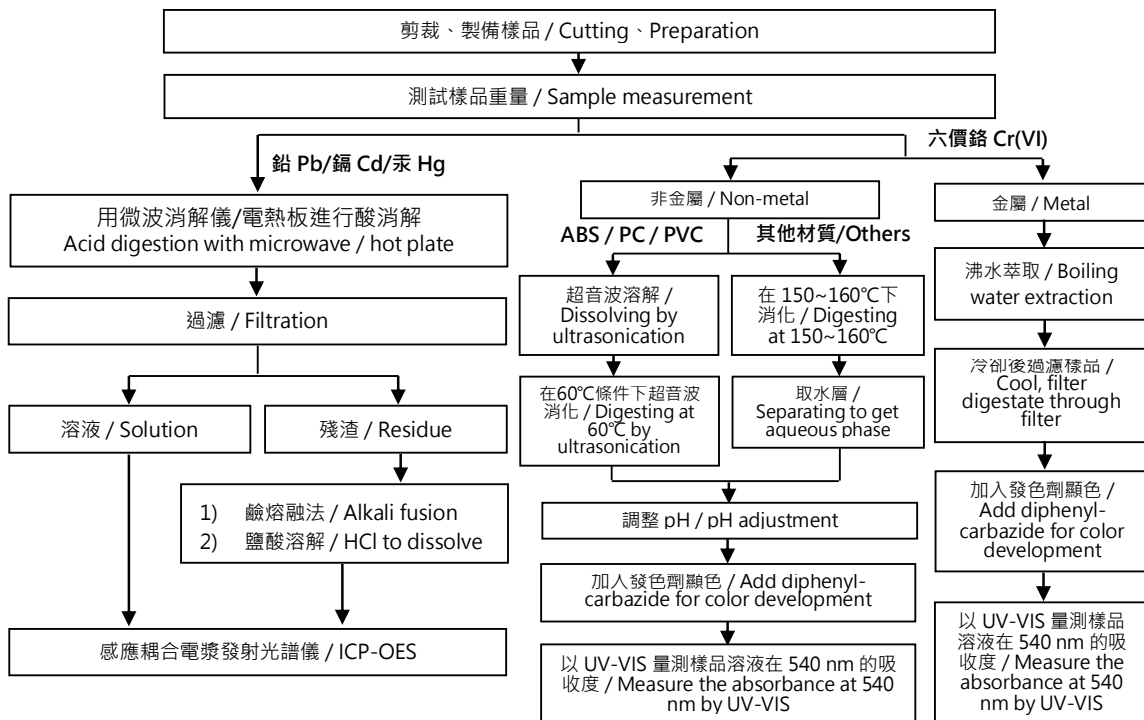 剪裁、製備樣品 / Cutting、Preparation
測試樣品重量 / Sample measurement
鉛 Pb/鎘 Cd/汞 Hg
六價鉻 Cr(VI)
用微波消解儀/電熱板進行酸消解
Acid digestion with microwave / hot plate
過濾 / Filtration
溶液 / Solution
殘渣 / Residue
1) 鹼熔融法 / Alkali fusion
2) 鹽酸溶解 / HCl to dissolve
感應耦合電漿發射光譜儀 / ICP-OES
非金屬 / Non-metal
ABS / PC / PVC
其他材質/Others
超音波溶解 /
Dissolving by
ultrasonication
在60℃條件下超音波
消化 / Digesting at
60℃ by
ultrasonication
在 150~160℃下
消化 / Digesting
at 150~160℃
取水層 /
Separating to get
aqueous phase
調整 pH / pH adjustment
加入發色劑顯色 / Add diphenyl-
carbazide for color development
以 UV-VIS 量測樣品溶液在 540 nm 的吸
收度 / Measure the absorbance at 540
nm by UV-VIS
金屬 / Metal
沸水萃取 / Boiling
water extraction
冷卻後過濾樣品 /
Cool, filter
digestate through
filter
加入發色劑顯色 /
Add diphenyl-
carbazide for color
development
以 UV-VIS 量測樣品
溶液在 540 nm 的吸
收度 / Measure the
absorbance at 540
nm by UV-VIS